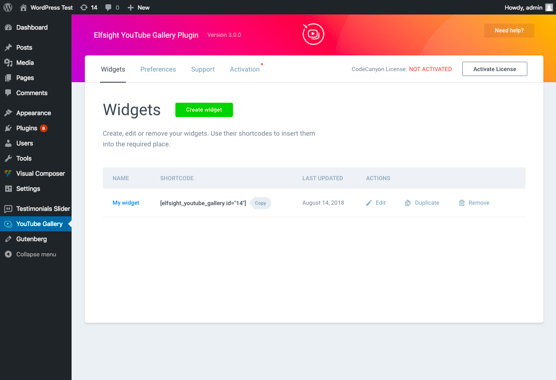 WordPress Test
14
0
New
Howdy, admin
Dashboard
Posts
Media
Pages
Comments
Appearance
Plugins
Users
Tools
Visual Composer
Settings
Testimonials Slider
YouTube Gallery
Gutenberg
Collapse menu
Elfsight YouTube Gallery Plugin Version 3.0.0
Need help?
Widgets Preferences Support Activation
CodeCanyon License: NOT ACTIVATED
Activate License
Widgets
Create widget
Create, edit or remove your widgets. Use their shortcodes to insert them
into the required place.
NAME SHORTCODE LAST UPDATED ACTIONS
My widget [elfsight_youtube_gallery id="14"] Copy August 14, 2018 Edit Duplicate Remove